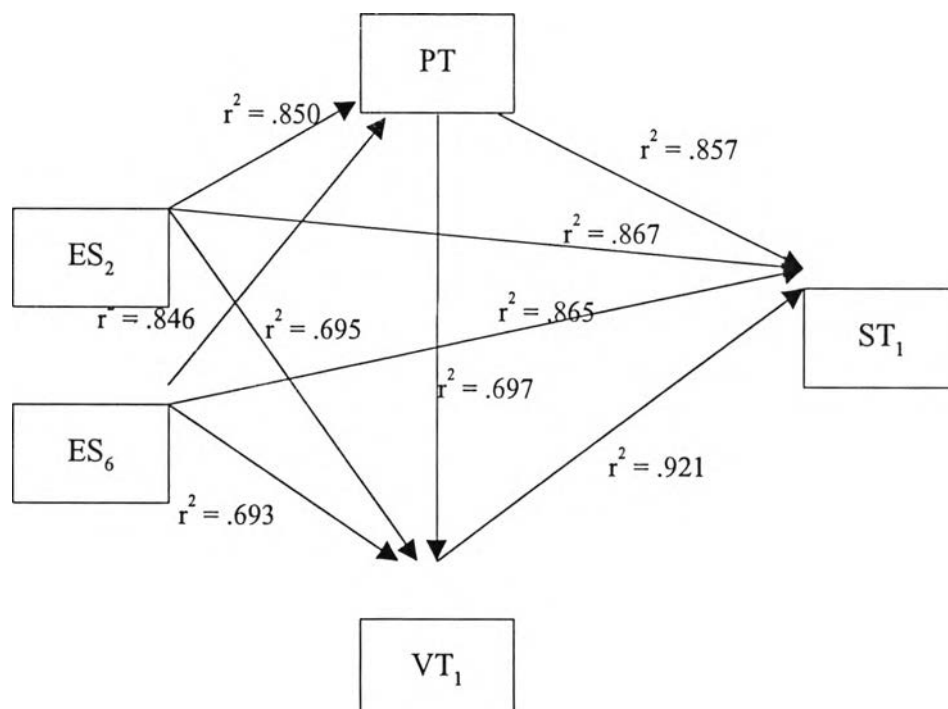 PT
r² = .850
r² = .857
r² = .867
ES₂
r² = .846
r² = .695
r² = .865
ST₁
r² = .697
ES₆
r² = .921
r² = .693
VT₁